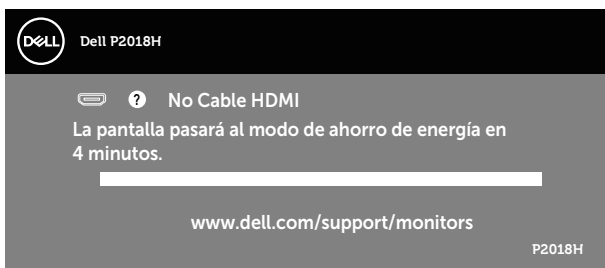 DELL
Dell P2018H
? No Cable HDMI
La pantalla pasará al modo de ahorro de energía en
4 minutos.
www.dell.com/support/monitors
P2018H